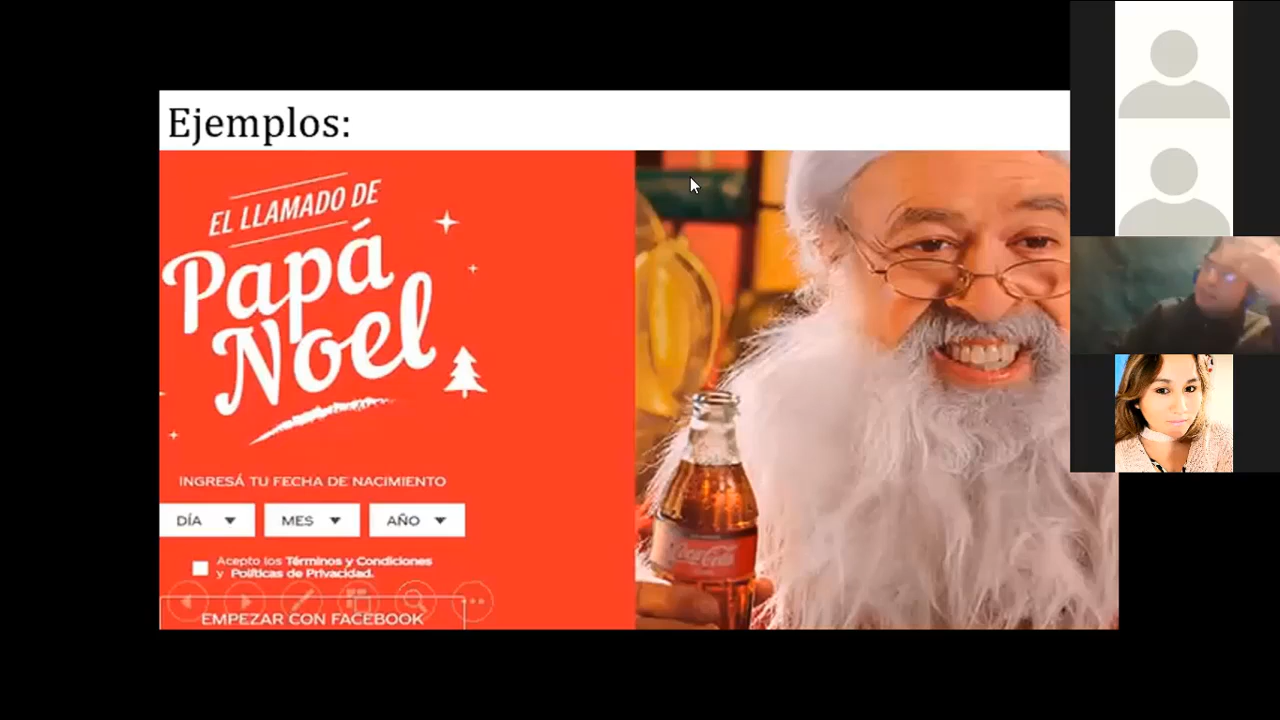 Ejemplos:
EL LLAMADO DE
Papá
Noel
INGRESÁ TU FECHA DE NACIMIENTO
DÍA MES AÑO
Acepto los Términos y Condiciones
y Políticas de Privacidad.
EMPEZAR CON FACEBOOK
Coca-Cola